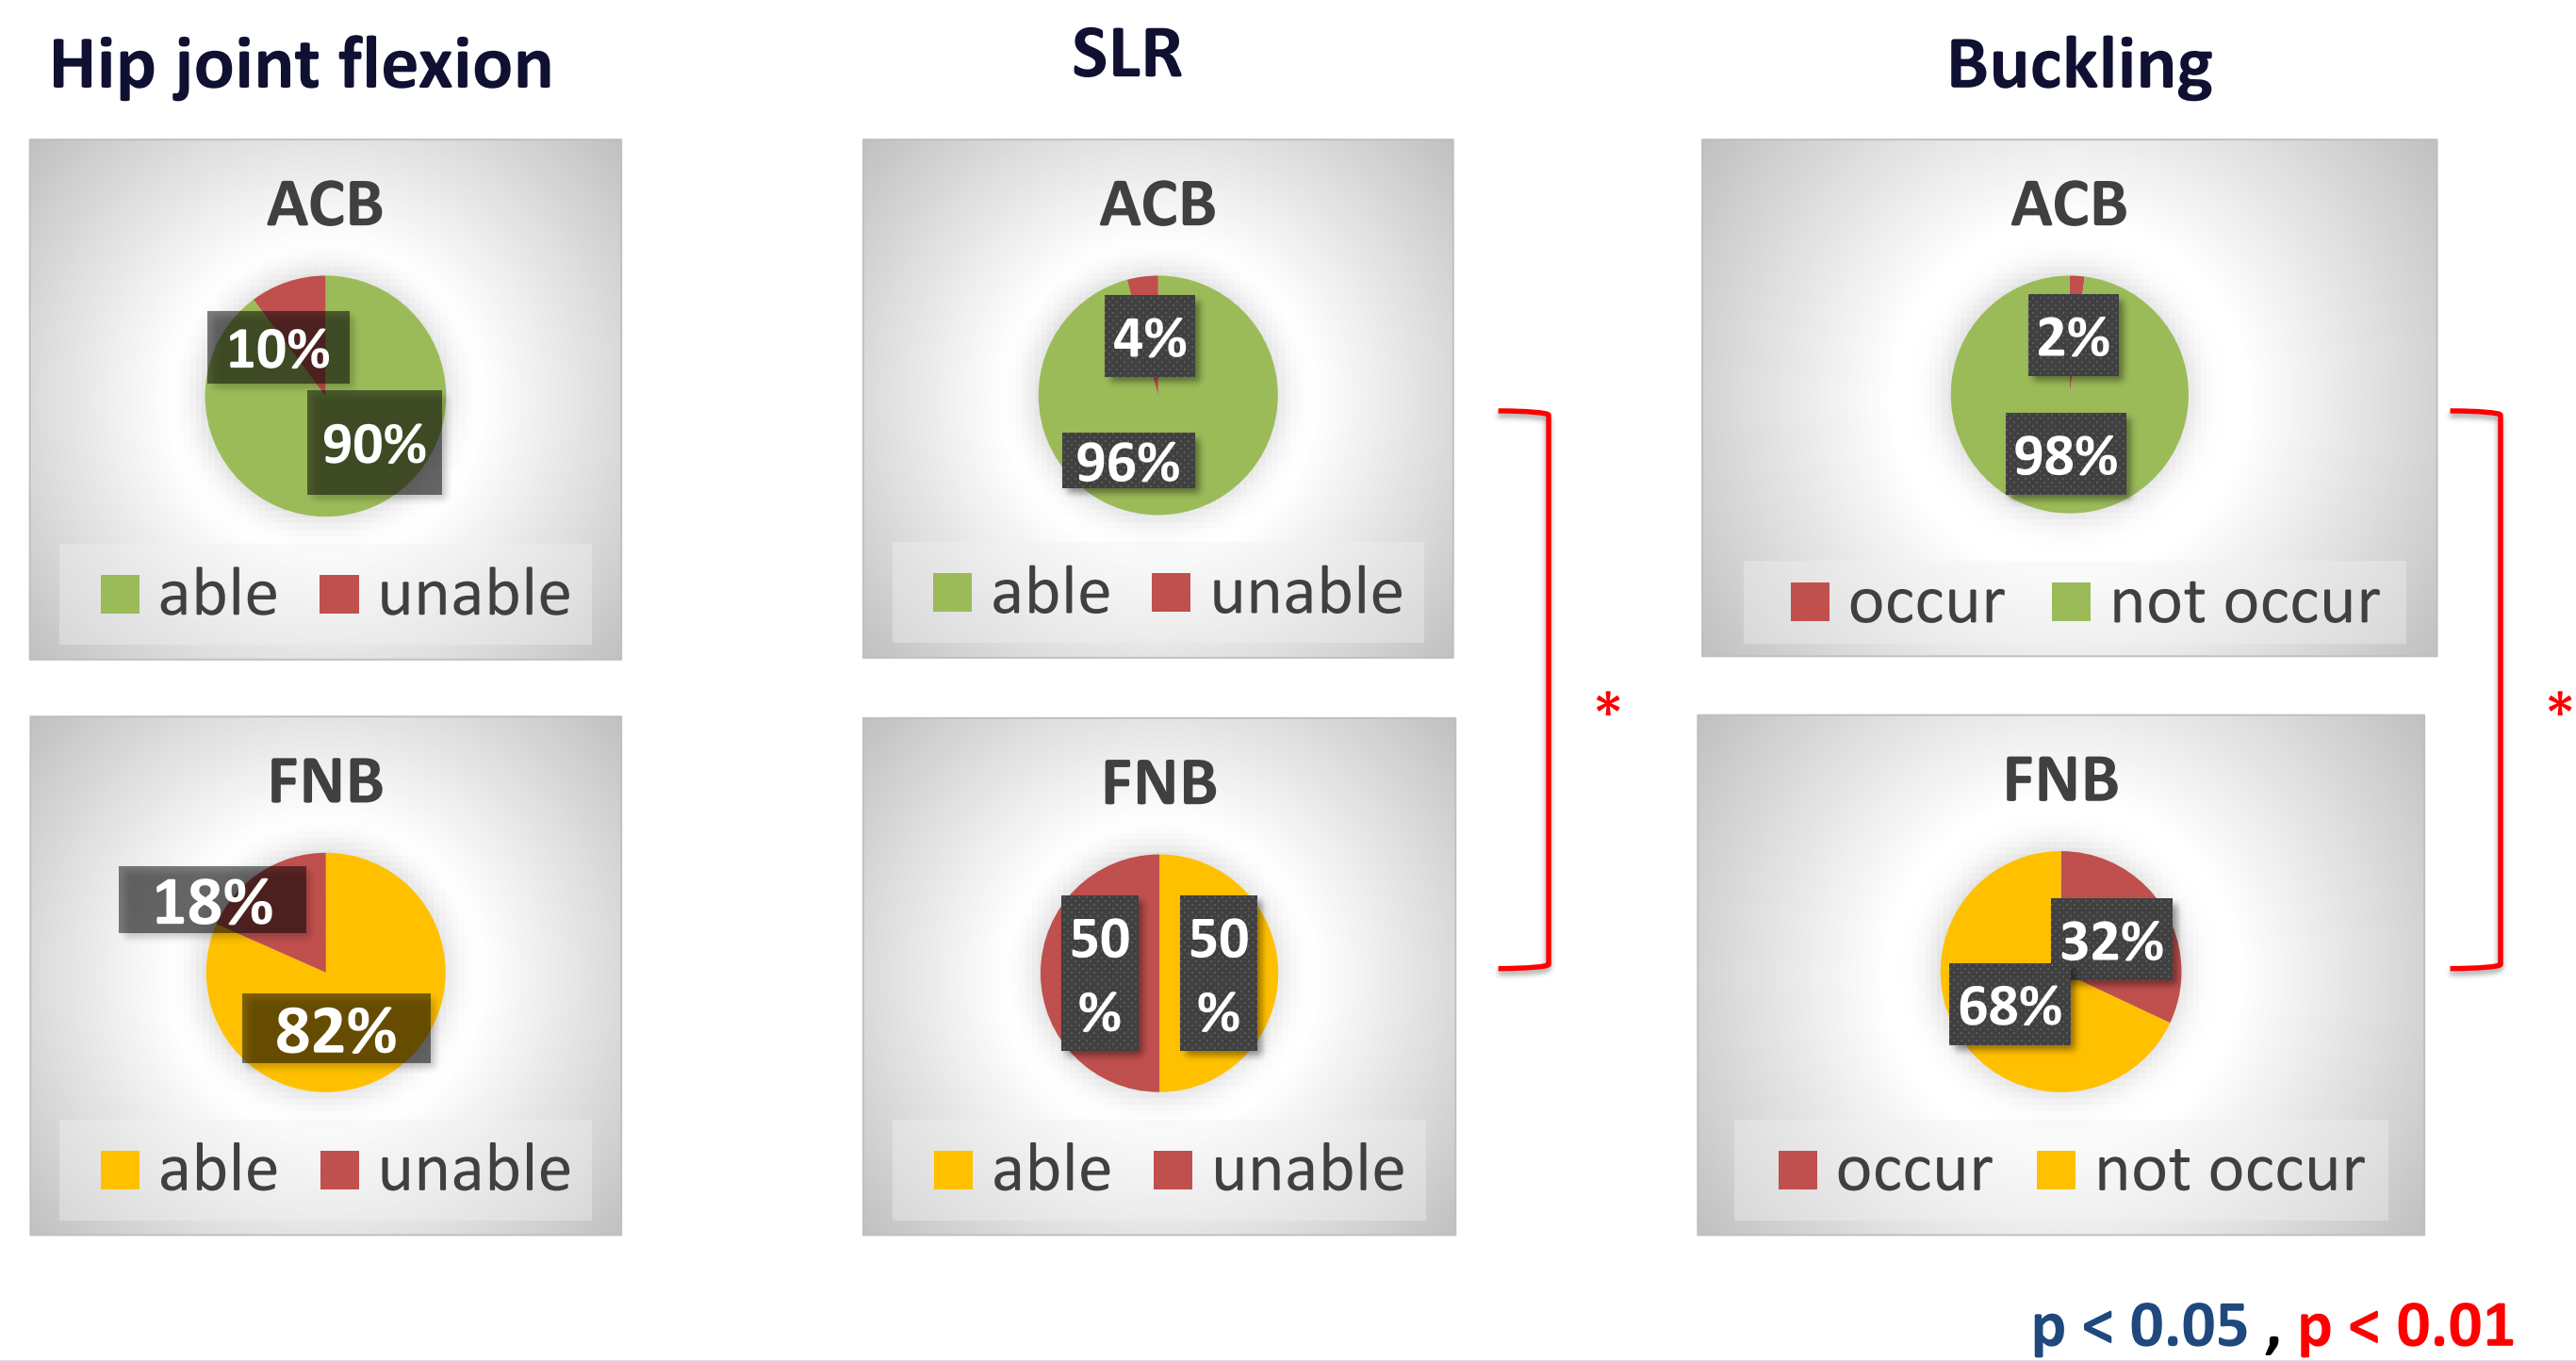 Hip joint flexion
SLR
Buckling
ACB
10%
90%
able unable
ACB
4%
96%
able unable
ACB
2%
98%
occur not occur
*
*
FNB
18%
82%
able unable
FNB
50 %
50 %
able unable
FNB
32%
68%
occur not occur
p < 0.05 , p < 0.01